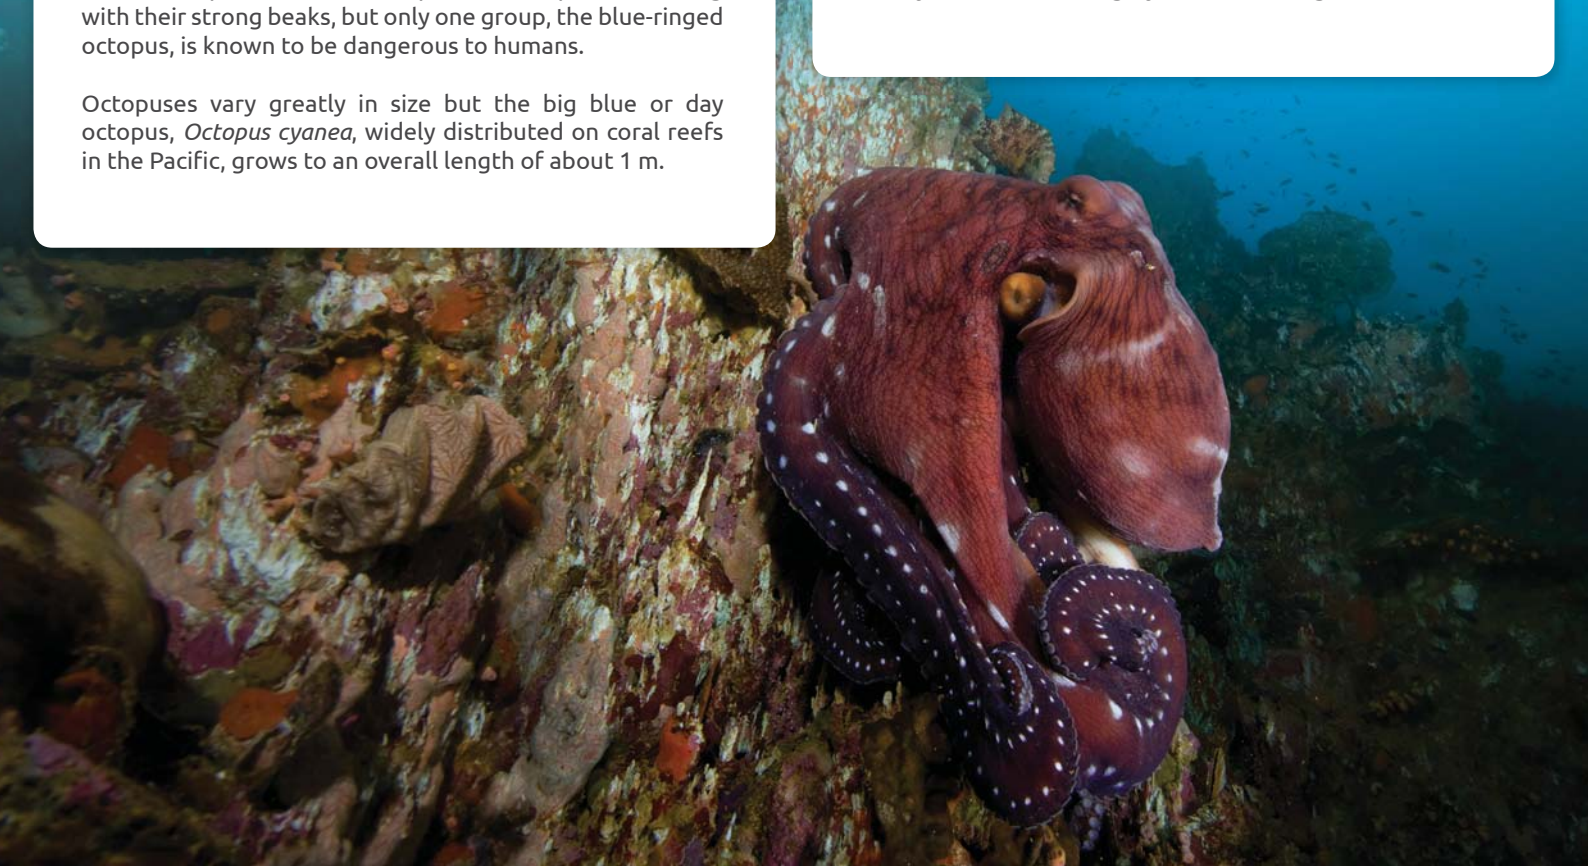 with their strong beaks, but only one group, the blue-ringed
octopus, is known to be dangerous to humans.
Octopuses vary greatly in size but the big blue or day
octopus, Octopus cyanea, widely distributed on coral reefs
in the Pacific, grows to an overall length of about 1 m.